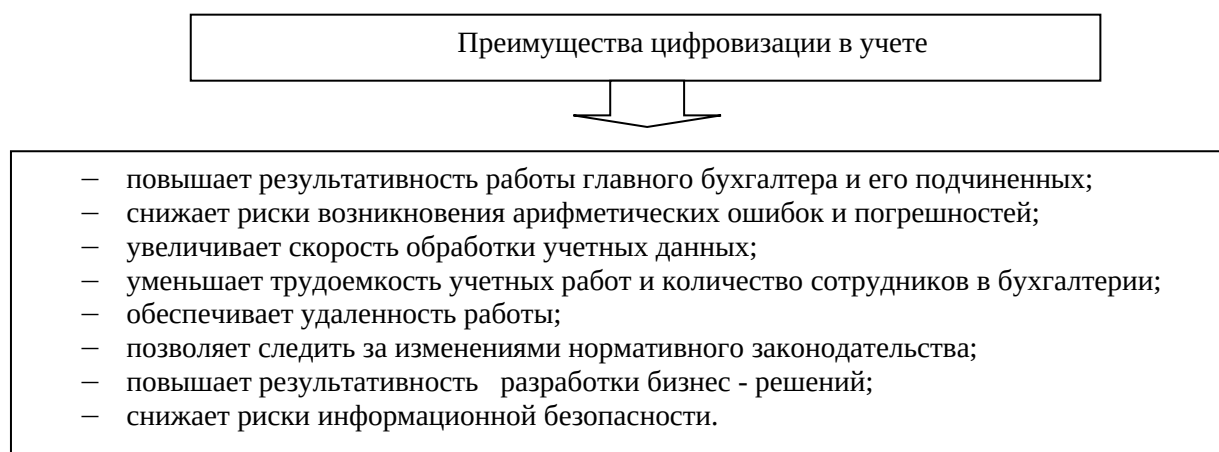 Преимущества цифровизации в учете
– повышает результативность работы главного бухгалтера и его подчиненных;
– снижает риски возникновения арифметических ошибок и погрешностей;
– увеличивает скорость обработки учетных данных;
– уменьшает трудоемкость учетных работ и количество сотрудников в бухгалтерии;
– обеспечивает удаленность работы;
– позволяет следить за изменениями нормативного законодательства;
– повышает результативность разработки бизнес - решений;
– снижает риски информационной безопасности.